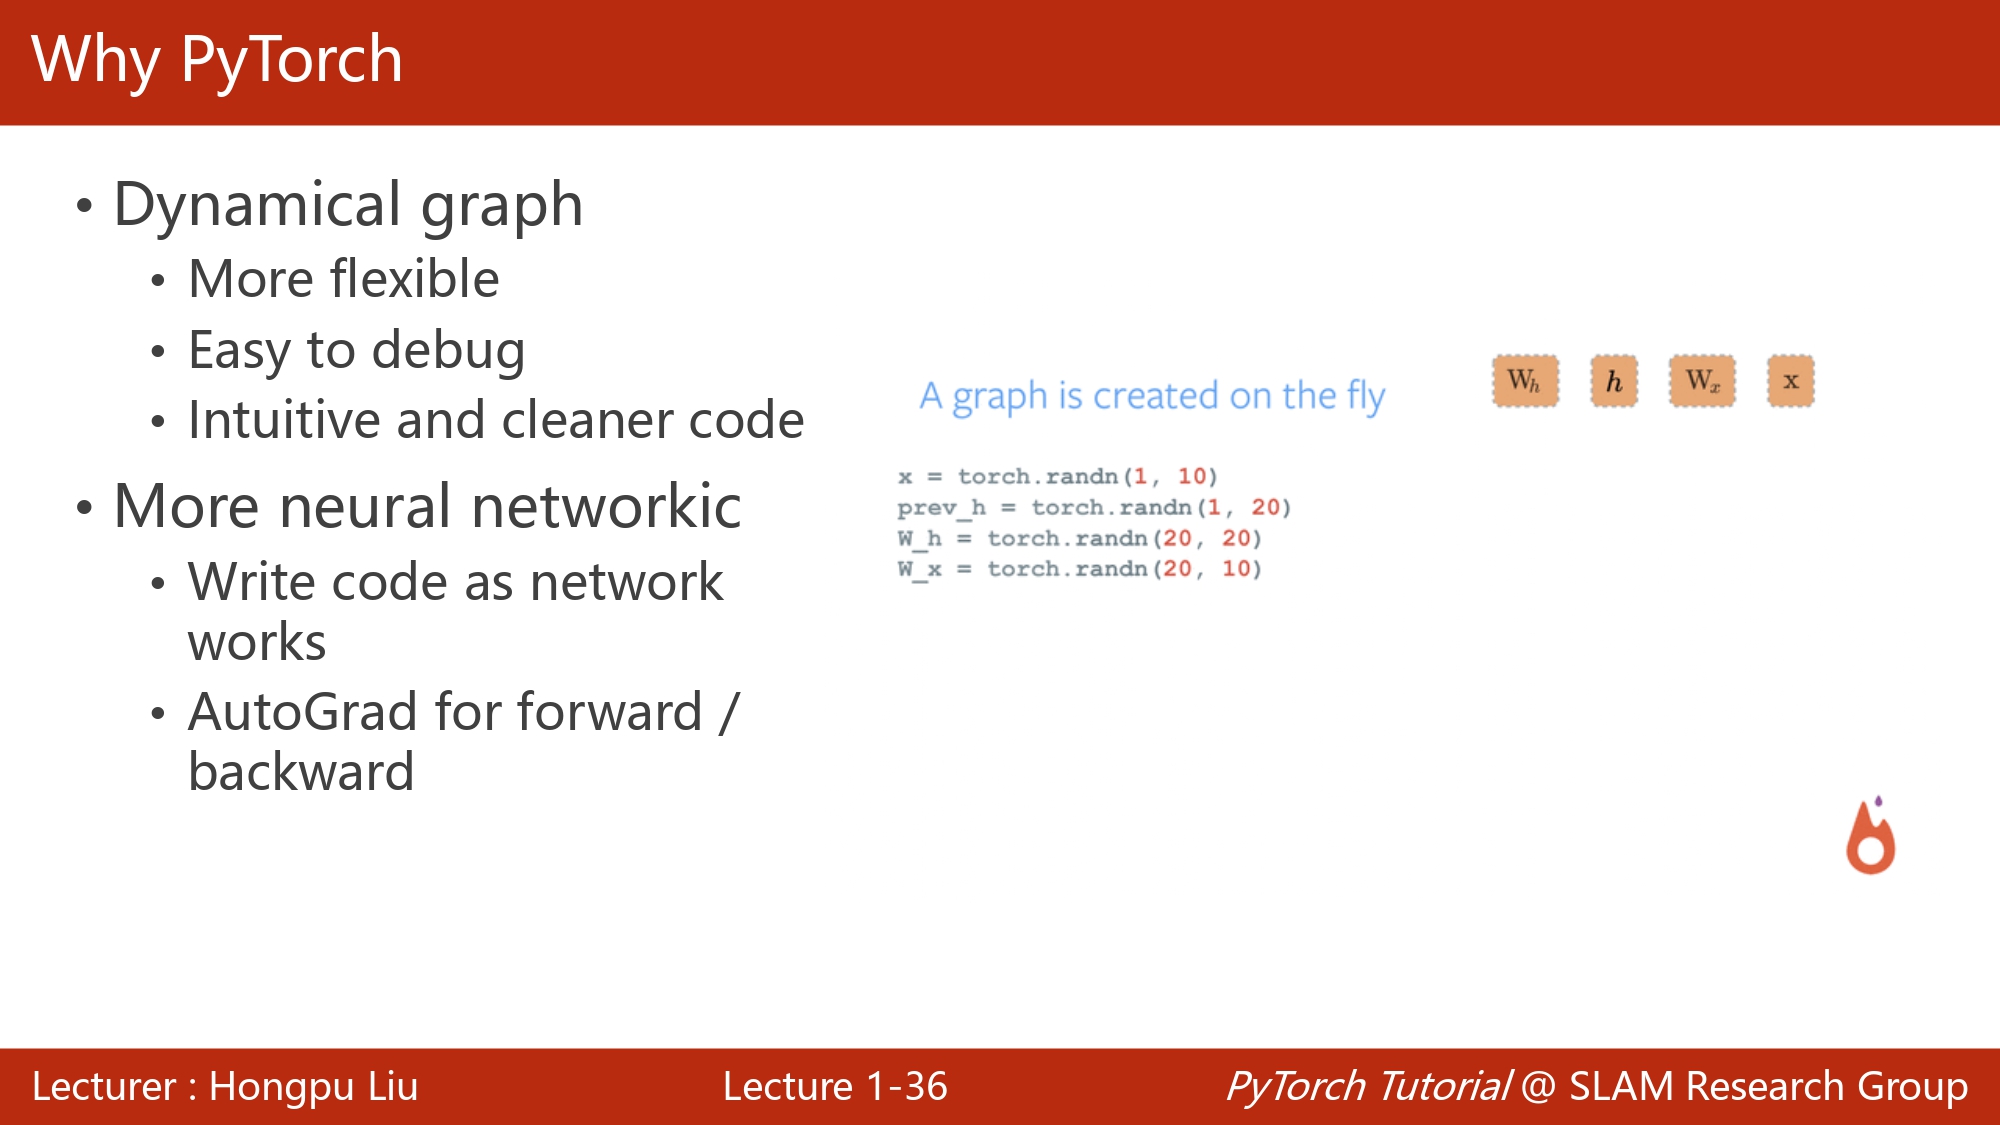 Why PyTorch
• Dynamical graph
• More flexible
• Easy to debug
• Intuitive and cleaner code
• More neural networkic
• Write code as network
works
• AutoGrad for forward /
backward
A graph is created on the fly
W_h h W_x x
x = torch.randn(1, 10)
prev_h = torch.randn(1, 20)
W_h = torch.randn(20, 20)
W_x = torch.randn(20, 10)
Lecturer : Hongpu Liu
Lecture 1-36
PyTorch Tutorial @ SLAM Research Group